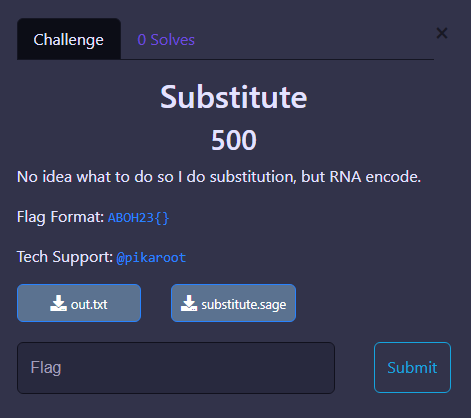 Challenge
0 Solves
×
Substitute
500
No idea what to do so I do substitution, but RNA encode.
Flag Format: ABOH23{}
Tech Support: @pikaroot
out.txt
substitute.sage
Flag
Submit